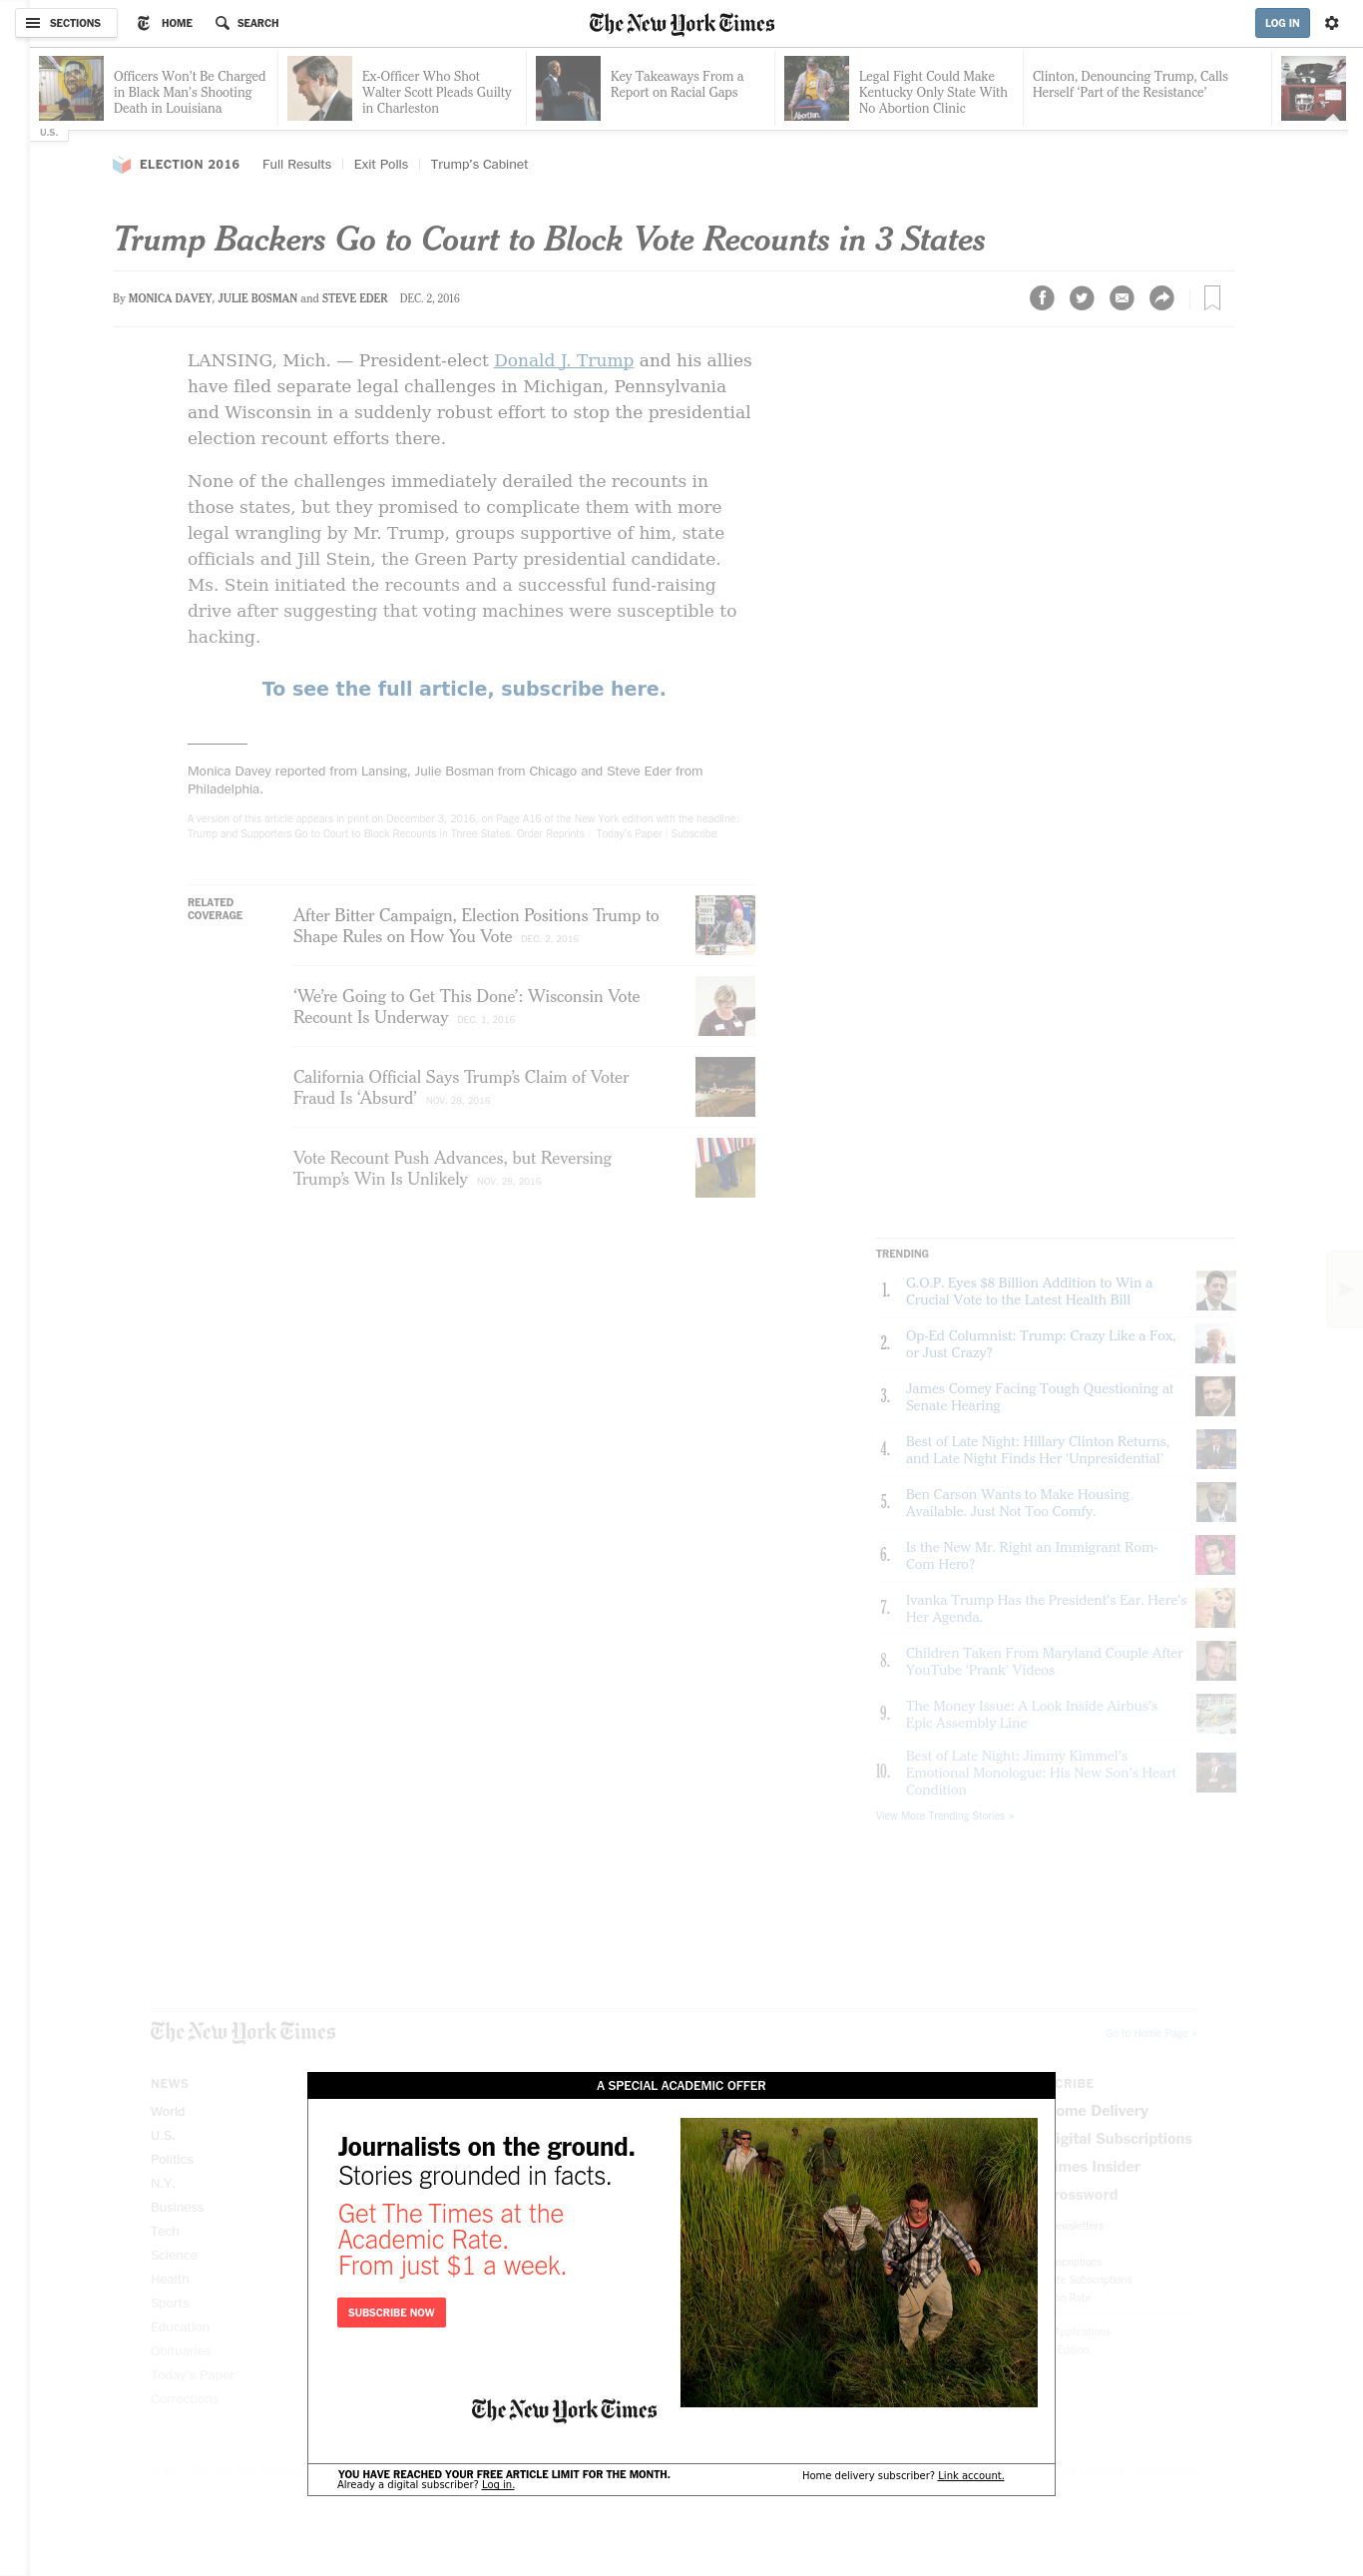 SECTIONS
HOME
SEARCH
The New York Times
LOG IN
Officers Won't Be Charged
in Black Man's Shooting
Death in Louisiana
Ex-Officer Who Shot
Walter Scott Pleads Guilty
in Charleston
Key Takeaways From a
Report on Racial Gaps
Legal Fight Could Make
Kentucky Only State With
No Abortion Clinic
Clinton, Denouncing Trump, Calls
Herself ‘Part of the Resistance’
U.S.
ELECTION 2016
Full Results
Exit Polls
Trump’s Cabinet
Trump Backers Go to Court to Block Vote Recounts in 3 States
By MONICA DAVEY, JULIE BOSMAN and STEVE EDER DEC. 2, 2016
LANSING, Mich. — President-elect Donald J. Trump and his allies
have filed separate legal challenges in Michigan, Pennsylvania
and Wisconsin in a suddenly robust effort to stop the presidential
election recount efforts there.
None of the challenges immediately derailed the recounts in
those states, but they promised to complicate them with more
legal wrangling by Mr. Trump, groups supportive of him, state
officials and Jill Stein, the Green Party presidential candidate.
Ms. Stein initiated the recounts and a successful fund-raising
drive after suggesting that voting machines were susceptible to
hacking.
To see the full article, subscribe here.
Monica Davey reported from Lansing, Julie Bosman from Chicago and Steve Eder from
Philadelphia.
A version of this article appears in print on December 3, 2016, on Page A16 of the New York edition with the headline:
Trump and Supporters Go to Court to Block Recounts in Three States. Order Reprints | Today's Paper | Subscribe
RELATED
COVERAGE
After Bitter Campaign, Election Positions Trump to
Shape Rules on How You Vote DEC. 2, 2016
‘We’re Going to Get This Done’: Wisconsin Vote
Recount Is Underway DEC. 1, 2016
California Official Says Trump’s Claim of Voter
Fraud Is ‘Absurd’ NOV. 28, 2016
Vote Recount Push Advances, but Reversing
Trump’s Win Is Unlikely NOV. 28, 2016
TRENDING
1. G.O.P. Eyes $8 Billion Addition to Win a
Crucial Vote to the Latest Health Bill
2. Op-Ed Columnist: Trump: Crazy Like a Fox,
or Just Crazy?
3. James Comey Facing Tough Questioning at
Senate Hearing
4. Best of Late Night: Hillary Clinton Returns,
and Late Night Finds Her ‘Unpresidential’
5. Ben Carson Wants to Make Housing
Available. Just Not Too Comfy.
6. Is the New Mr. Right an Immigrant Rom-
Com Hero?
7. Ivanka Trump Has the President’s Ear. Here’s
Her Agenda.
8. Children Taken From Maryland Couple After
YouTube ‘Prank’ Videos
9. The Money Issue: A Look Inside Airbus’s
Epic Assembly Line
10. Best of Late Night: Jimmy Kimmel’s
Emotional Monologue: His New Son’s Heart
Condition
View More Trending Stories »
The New York Times
Go to Home Page »
NEWS
World
U.S.
Politics
N.Y.
Business
Tech
Science
Health
Sports
Education
Obituaries
Today's Paper
Corrections
CRIBE
ome Delivery
igital Subscriptions
mes Insider
rossword
ewsletters
scriptions
te Subscriptions
on Rate
Applications
Edition
A SPECIAL ACADEMIC OFFER
Journalists on the ground.
Stories grounded in facts.
Get The Times at the
Academic Rate.
From just $1 a week.
SUBSCRIBE NOW
The New York Times
YOU HAVE REACHED YOUR FREE ARTICLE LIMIT FOR THE MONTH.
Already a digital subscriber? Log in.
Home delivery subscriber? Link account.